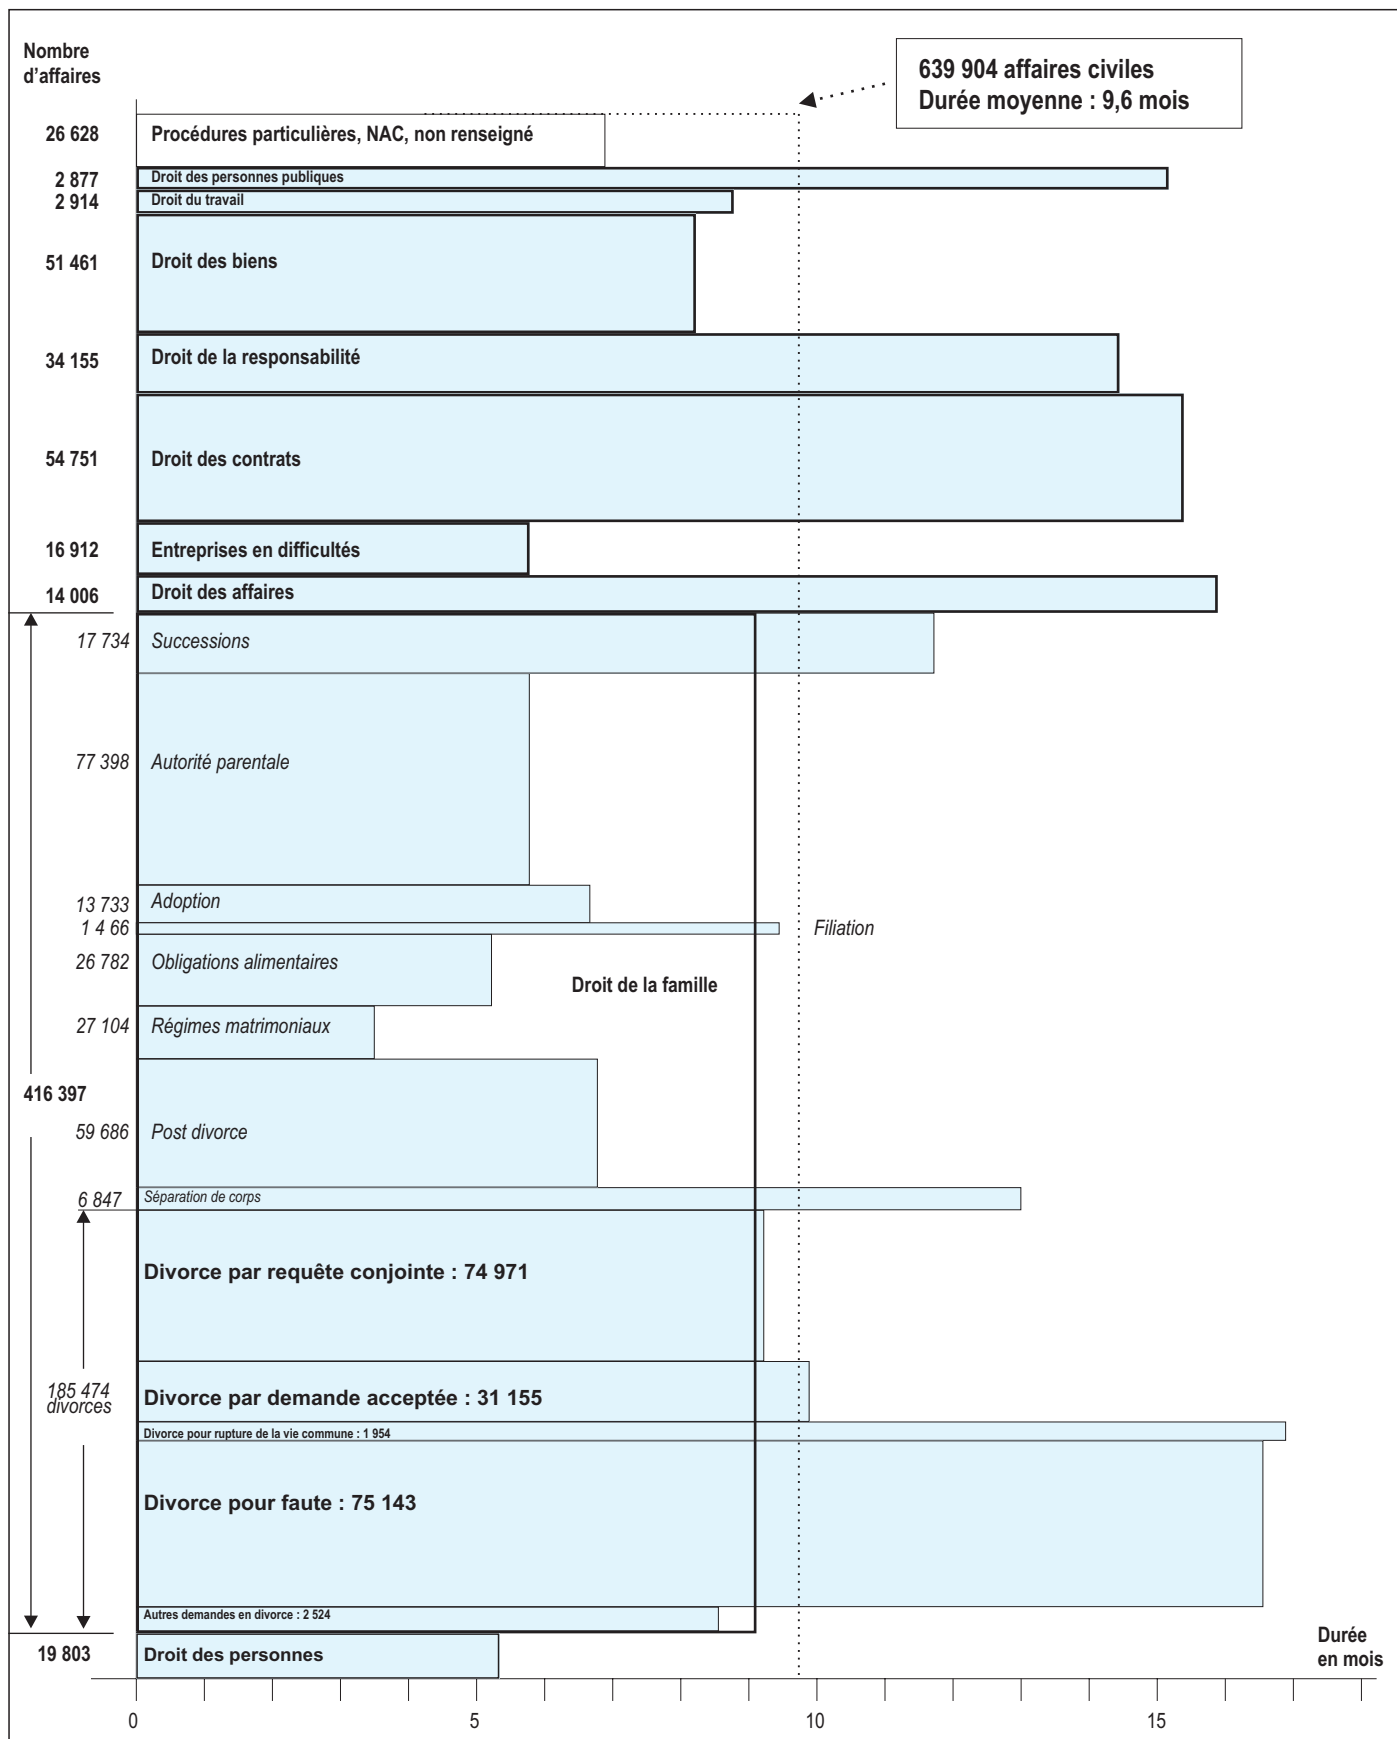 Nombre
d'affaires
639 904 affaires civiles
Durée moyenne : 9,6 mois
26 628 Procédures particulières, NAC, non renseigné
2 877 Droit des personnes publiques
2 914 Droit du travail
51 461 Droit des biens
34 155 Droit de la responsabilité
54 751 Droit des contrats
16 912 Entreprises en difficultés
14 006 Droit des affaires
17 734 Successions
77 398 Autorité parentale
13 733 Adoption
1 4 66 Filiation
26 782 Obligations alimentaires
Droit de la famille
27 104 Régimes matrimoniaux
416 397
59 686 Post divorce
6 847 Séparation de corps
Divorce par requête conjointe : 74 971
185 474
divorces
Divorce par demande acceptée : 31 155
Divorce pour rupture de la vie commune : 1 954
Divorce pour faute : 75 143
Autres demandes en divorce : 2 524
19 803 Droit des personnes
Durée
en mois
0 5 10 15